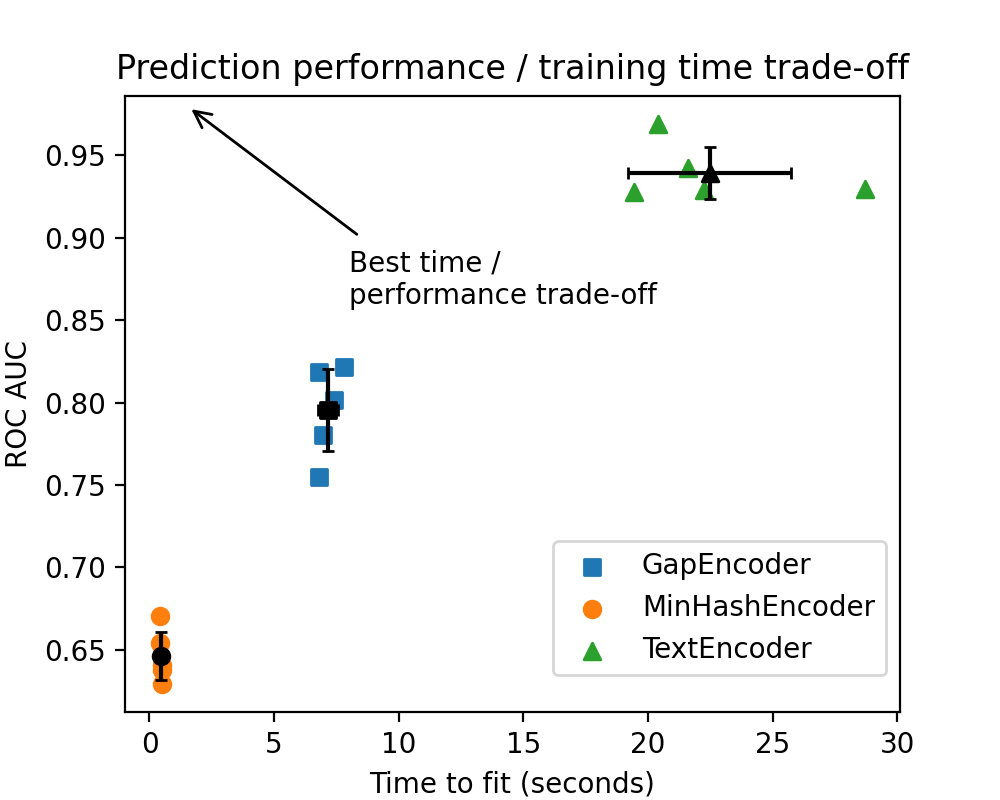 Prediction performance / training time trade-off
0.95
0.90
0.85
0.80
0.75
0.70
0.65
ROC AUC
Best time /
performance trade-off
GapEncoder
MinHashEncoder
TextEncoder
0 5 10 15 20 25 30
Time to fit (seconds)